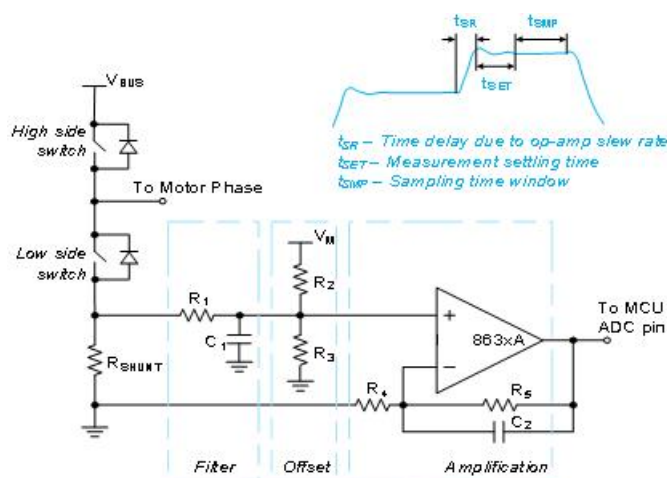 tSR
tSMP
tSET
tSR – Time delay due to op-amp slew rate
tSET – Measurement settling time
tSMP – Sampling time window
VBUS
High side
switch
To Motor Phase
Low side
switch
VM
R2
R1
C1
R3
RSHUNT
+
863xA
−
To MCU
ADC pin
R4
R5
C2
Filter
Offset
Amplification